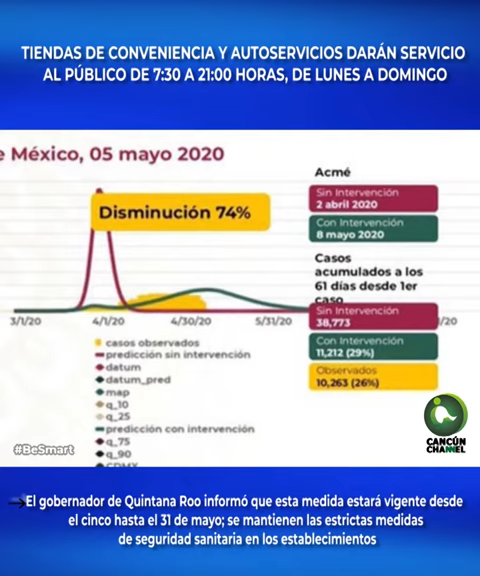 TIENDAS DE CONVENIENCIA Y AUTOSERVICIOS DARÁN SERVICIO
AL PÚBLICO DE 7:30 A 21:00 HORAS, DE LUNES A DOMINGO
e México, 05 mayo 2020
Disminución 74%
Acmé
Sin Intervención
2 abril 2020
Con Intervención
8 mayo 2020
Casos
acumulados a los
61 días desde 1er
caso
Sin Intervención
38,773
Con Intervención
11,212 (29%)
Observados
10,263 (26%)
3/1/20 4/1/20 4/30/20 5/31/20 /20
casos observados
predicción sin intervención
datum
datum_pred
map
q_10
q_25
predicción con intervención
q_75
q_90
CDMX
#BeSmart
CANCÚN
CHANNEL
→El gobernador de Quintana Roo informó que esta medida estará vigente desde
el cinco hasta el 31 de mayo; se mantienen las estrictas medidas
de seguridad sanitaria en los establecimientos